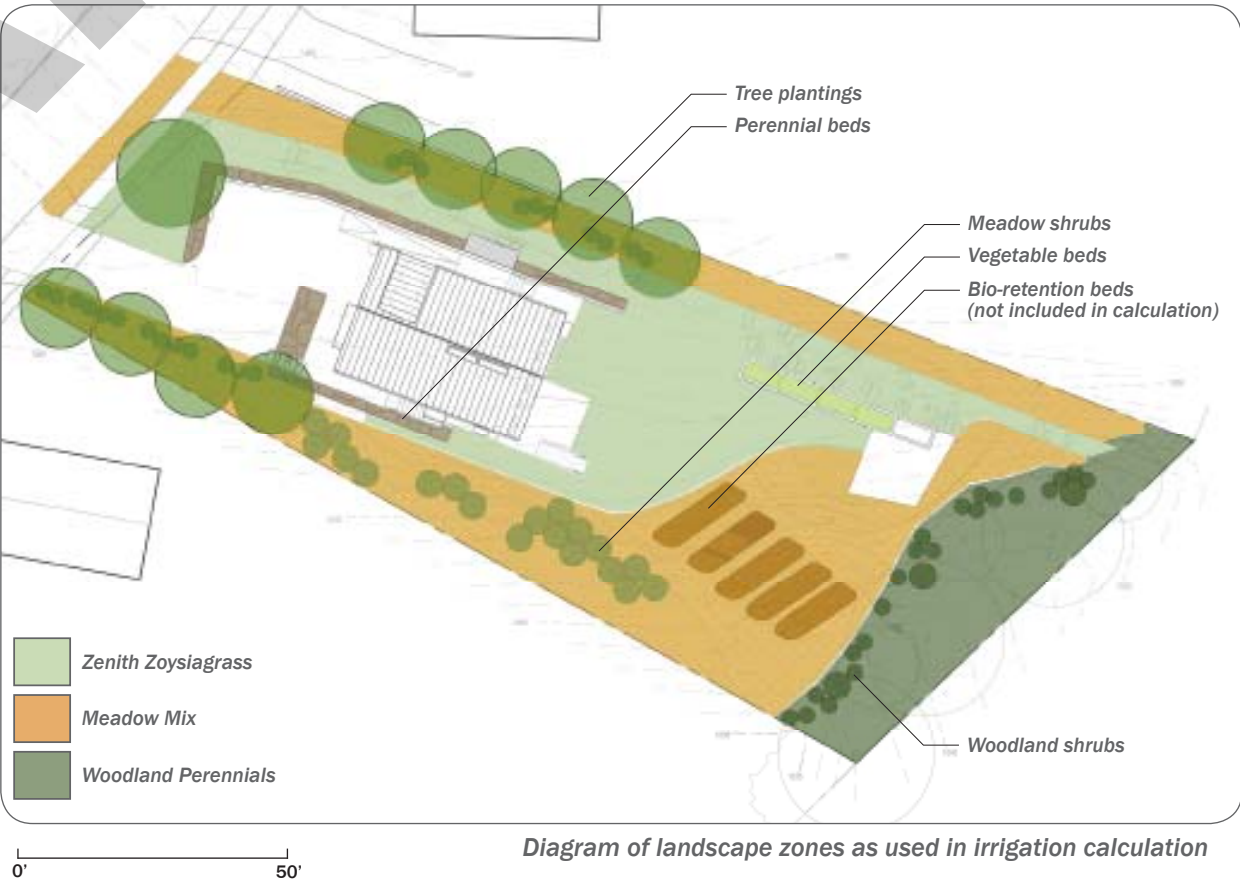 Tree plantings
Perennial beds
Meadow shrubs
Vegetable beds
Bio-retention beds
(not included in calculation)
Zenith Zoysiagrass
Meadow Mix
Woodland Perennials
Woodland shrubs
Diagram of landscape zones as used in irrigation calculation
0' 50'